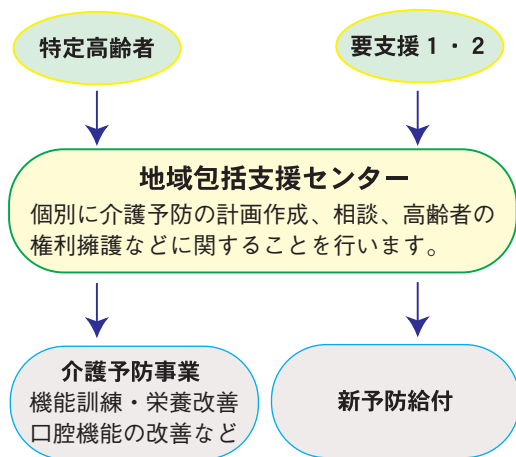 特定高齢者
要支援１・２
地域包括支援センター
個別に介護予防の計画作成、相談、高齢者の
権利擁護などに関することを行います。
介護予防事業
機能訓練・栄養改善
口腔機能の改善など
新予防給付